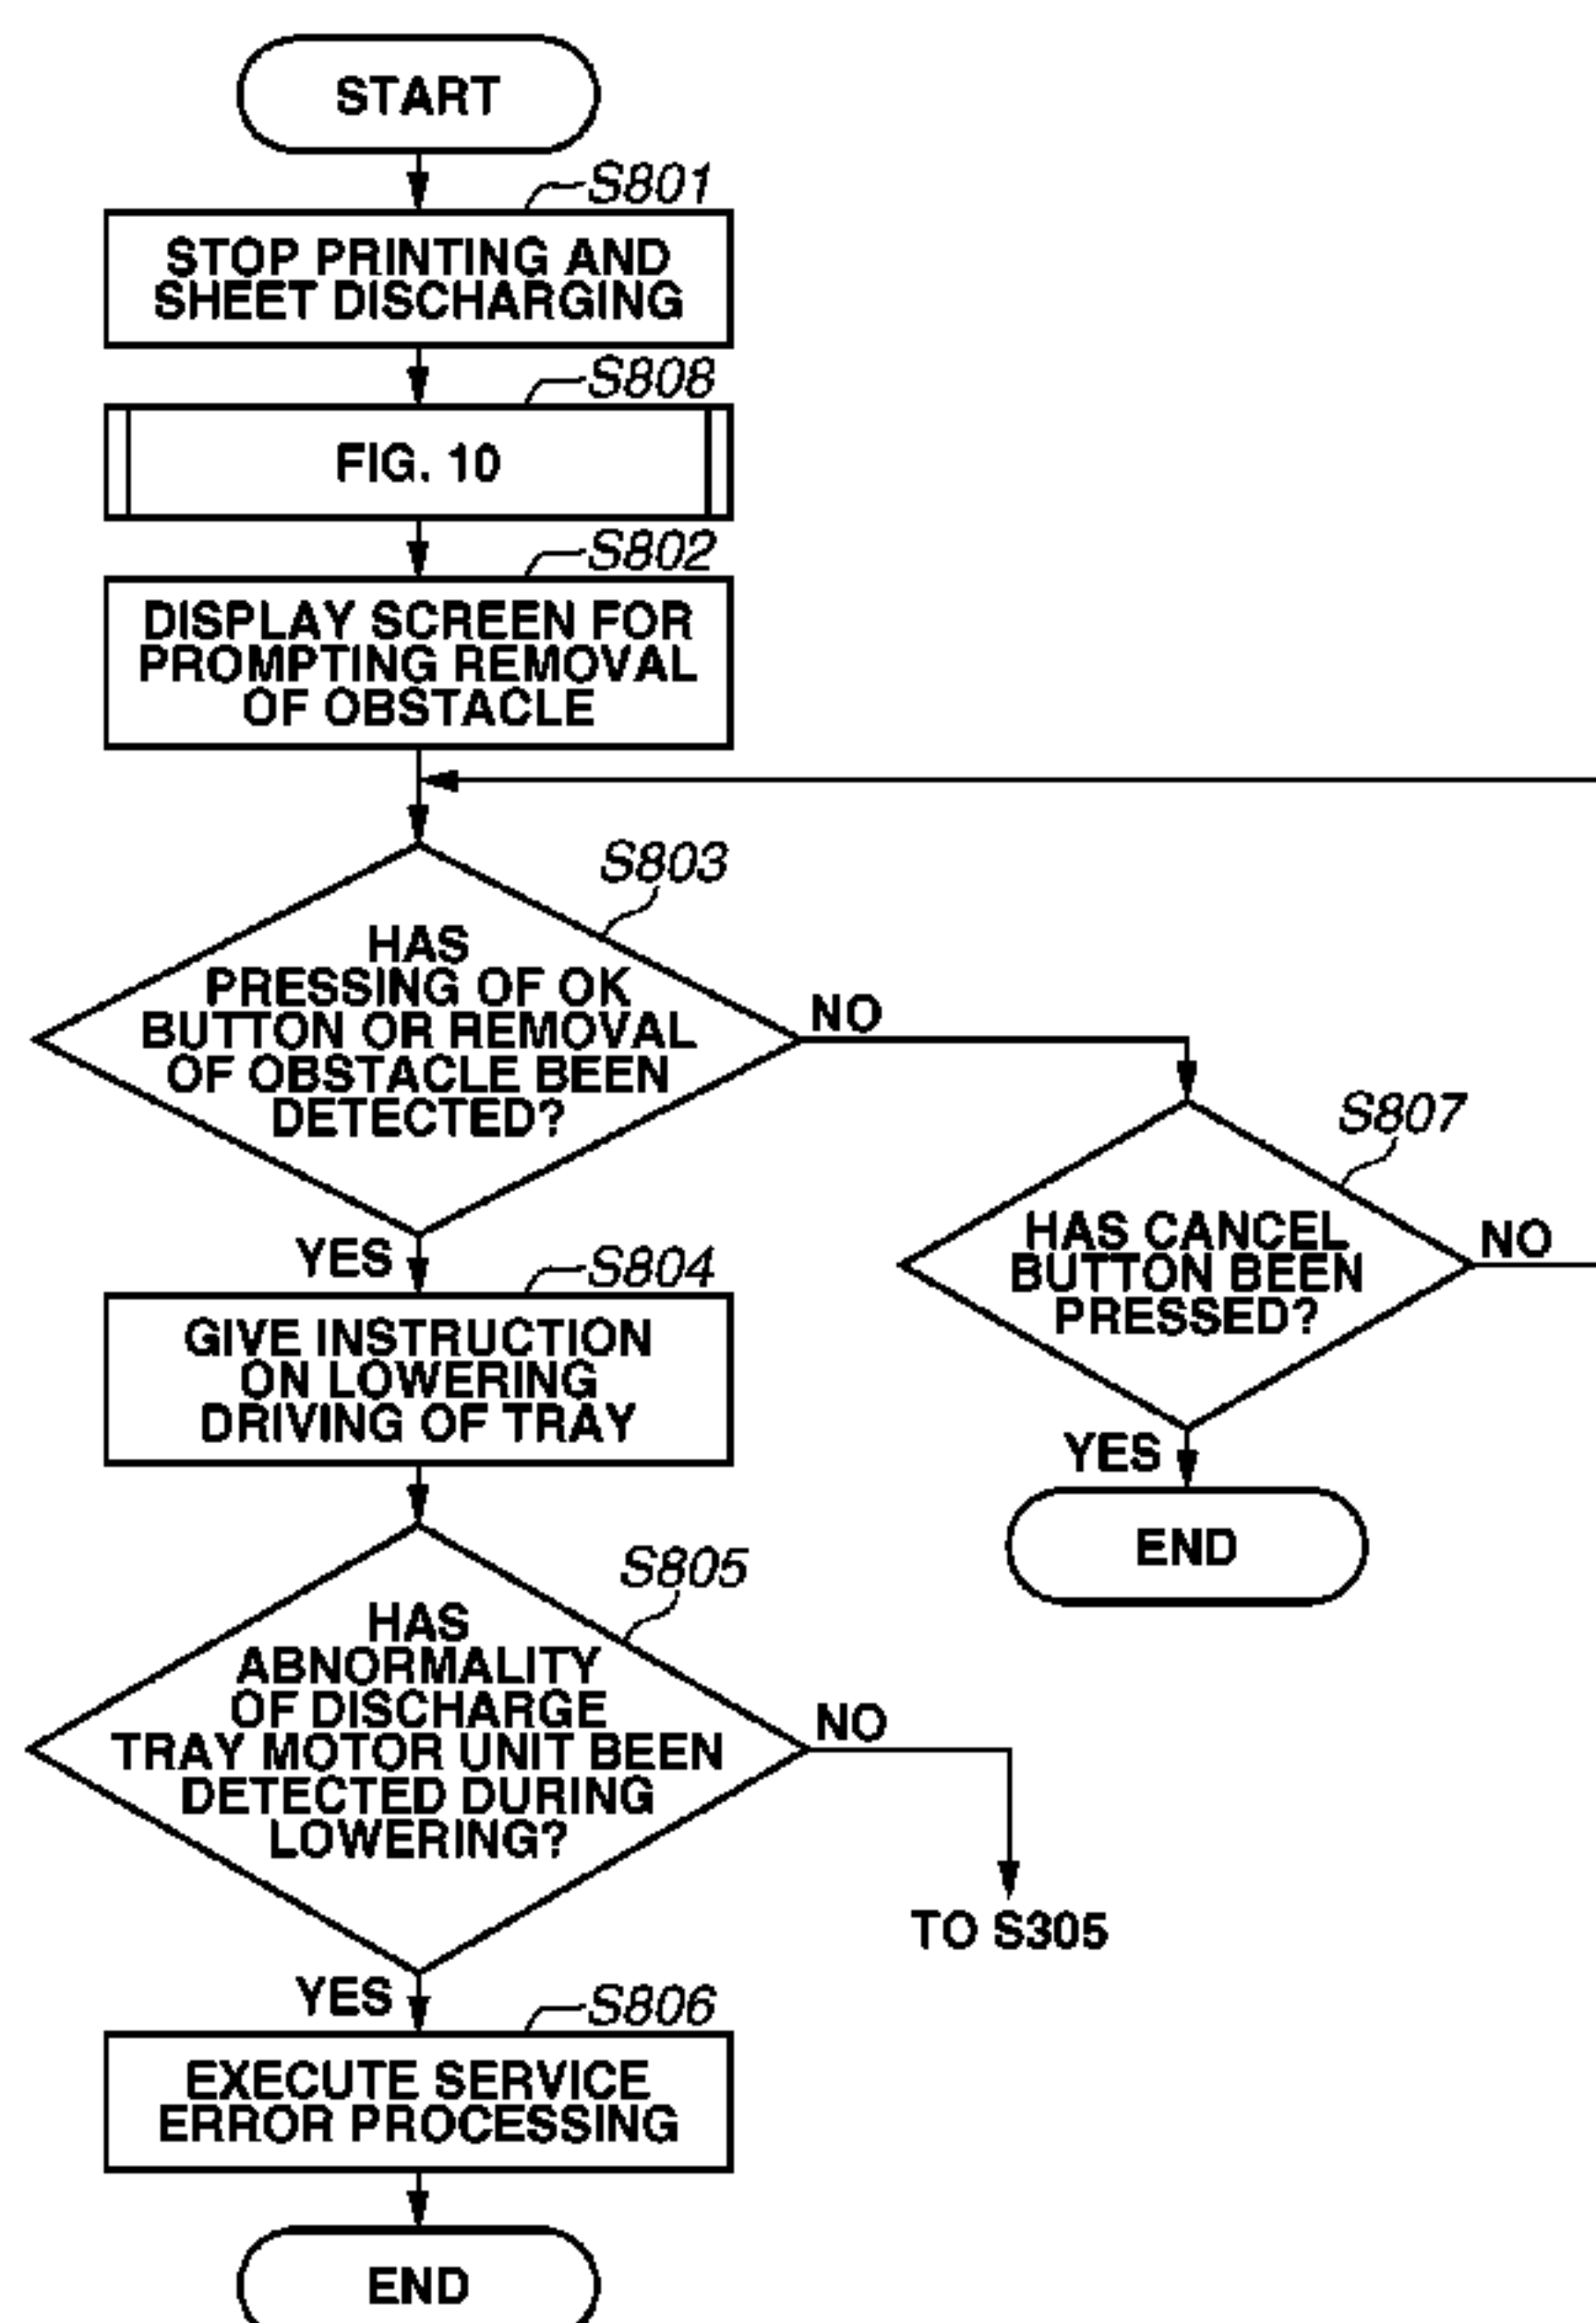 START
S801
STOP PRINTING AND
SHEET DISCHARGING
S808
FIG. 10
S802
DISPLAY SCREEN FOR
PROMPTING REMOVAL
OF OBSTACLE
S803
HAS
PRESSING OF OK
BUTTON OR REMOVAL
OF OBSTACLE BEEN
DETECTED?
NO
S807
HAS CANCEL
BUTTON BEEN
PRESSED?
NO
YES
END
YES
S804
GIVE INSTRUCTION
ON LOWERING
DRIVING OF TRAY
S805
HAS
ABNORMALITY
OF DISCHARGE
TRAY MOTOR UNIT BEEN
DETECTED DURING
LOWERING?
NO
TO S305
YES
S806
EXECUTE SERVICE
ERROR PROCESSING
END